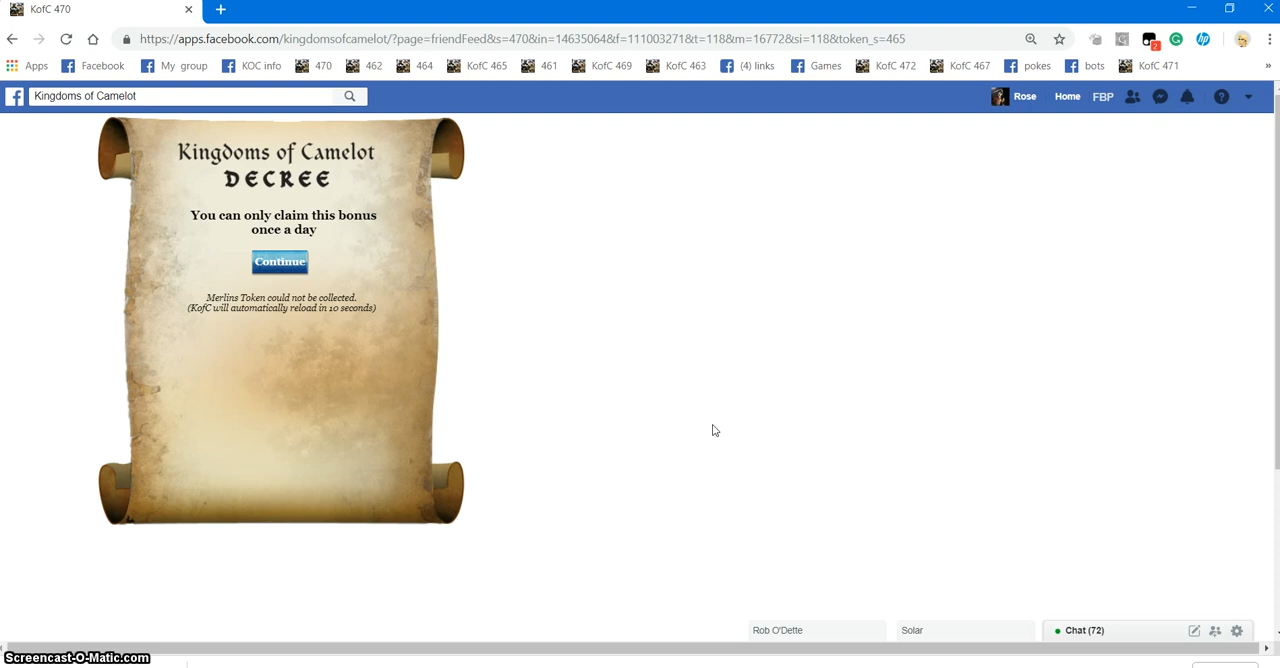 KofC 470
https://apps.facebook.com/kingdomsofcamelot/?page=friendFeed&s=470&in=14635064&f=111003271&t=118&m=16772&si=118&token_s=465
2
Apps Facebook My group KOC info 470 462 464 KofC 465 461 KofC 469 KofC 463 (4) links Games KofC 472 KofC 467 pokes bots KofC 471 »
Kingdoms of Camelot
Rose Home FBP
Kingdoms of Camelot
DECREE
You can only claim this bonus
once a day
Continue
Merlins Token could not be collected.
(KofC will automatically reload in 10 seconds)
Rob O'Dette Solar Chat (72)
Screencast-O-Matic.com